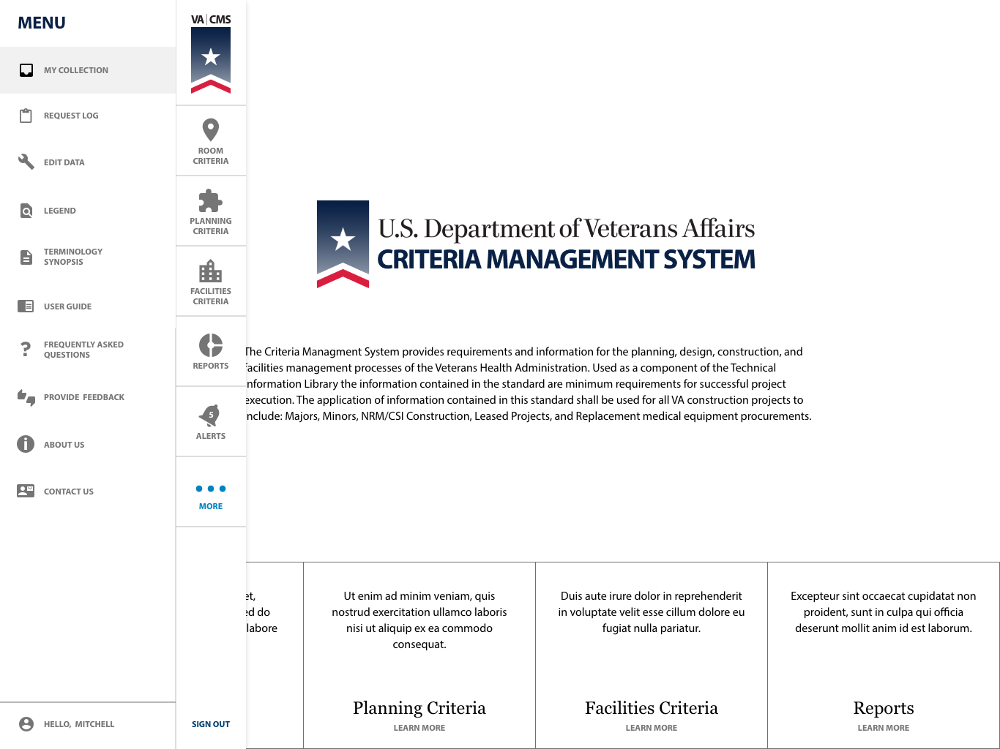 MENU
MY COLLECTION
REQUEST LOG
EDIT DATA
LEGEND
TERMINOLOGY
SYNOPSIS
USER GUIDE
FREQUENTLY ASKED
QUESTIONS
PROVIDE FEEDBACK
ABOUT US
CONTACT US
HELLO, MITCHELL
VA|CMS
ROOM
CRITERIA
PLANNING
CRITERIA
FACILITIES
CRITERIA
REPORTS
5
ALERTS
MORE
SIGN OUT
U.S. Department of Veterans Affairs
CRITERIA MANAGEMENT SYSTEM
The Criteria Managment System provides requirements and information for the planning, design, construction, and
facilities management processes of the Veterans Health Administration. Used as a component of the Technical
nformation Library the information contained in the standard are minimum requirements for successful project
execution. The application of information contained in this standard shall be used for all VA construction projects to
nclude: Majors, Minors, NRM/CSI Construction, Leased Projects, and Replacement medical equipment procurements.
et,
ed do
labore
Ut enim ad minim veniam, quis
nostrud exercitation ullamco laboris
nisi ut aliquip ex ea commodo
consequat.
Planning Criteria
LEARN MORE
Duis aute irure dolor in reprehenderit
in voluptate velit esse cillum dolore eu
fugiat nulla pariatur.
Facilities Criteria
LEARN MORE
Excepteur sint occaecat cupidatat non
proident, sunt in culpa qui officia
deserunt mollit anim id est laborum.
Reports
LEARN MORE